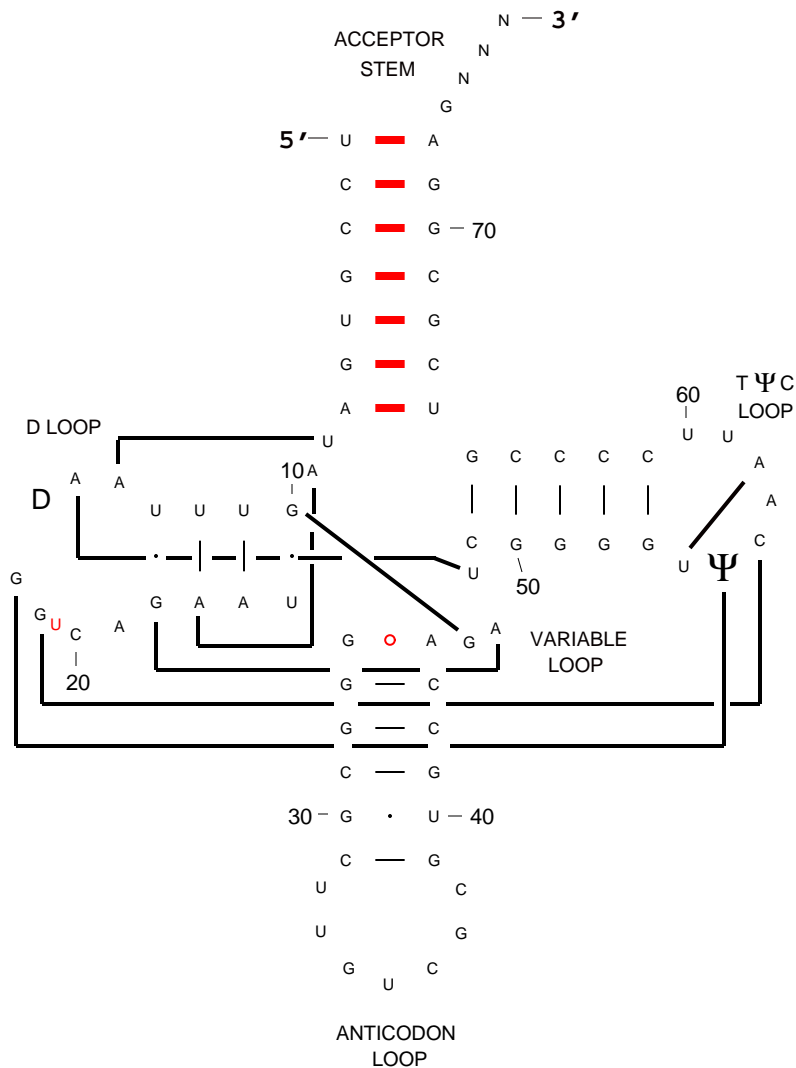 N — 3'
ACCEPTOR
STEM
N
N
G
5' — U A
C G
C G — 70
G C
U G
G C
A U
T Ψ C
LOOP
60
D LOOP
U
U U
G C C C C
A A
10 A
A
D
U U U G
A
C G G G G
C
U
50
U Ψ
G
G A A U
G U C A
20
G A G A
VARIABLE
LOOP
G C
G C
C G
30 — G U — 40
C G
U C
U G
G C
U
ANTICODON
LOOP